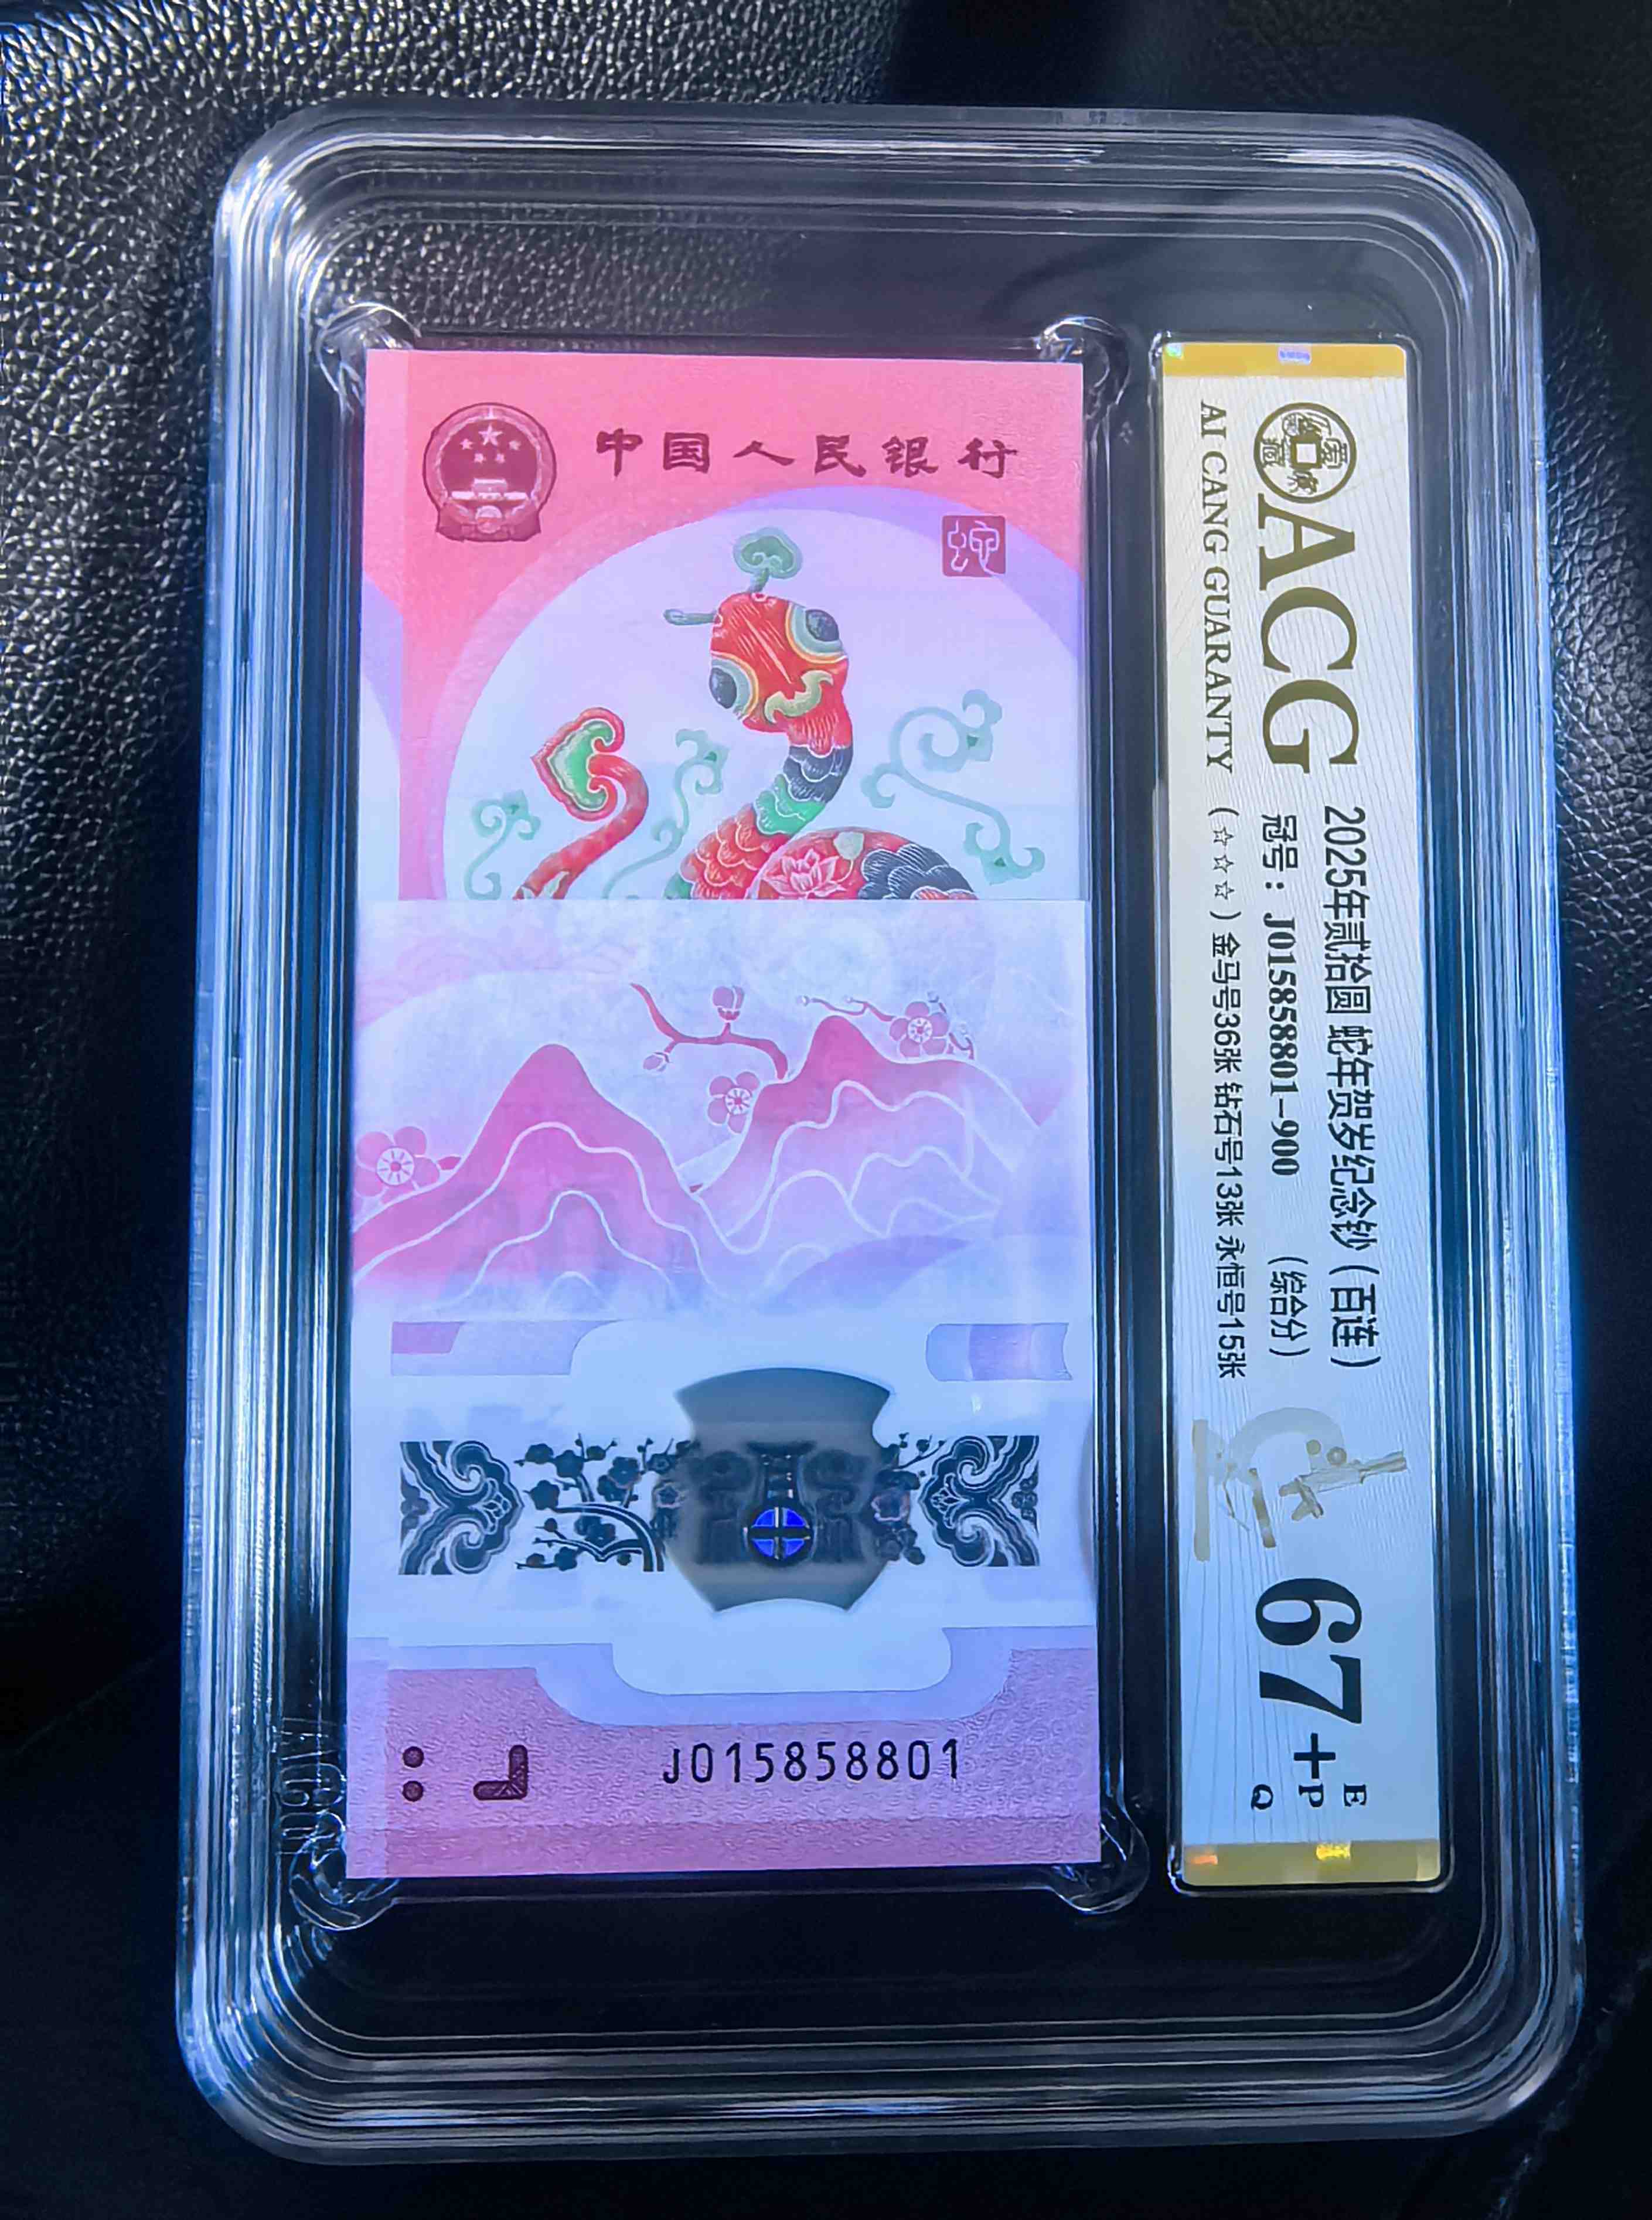 中国人民银行
蛇
J015858801
ACG
AI CANG GUARANTY
2025年贰拾圆 蛇年贺岁纪念钞（百连）
冠号：J015858801-900 （综合分）
（☆☆☆）金马号36张 钻石号13张 永恒号15张
67+
E
P
Q